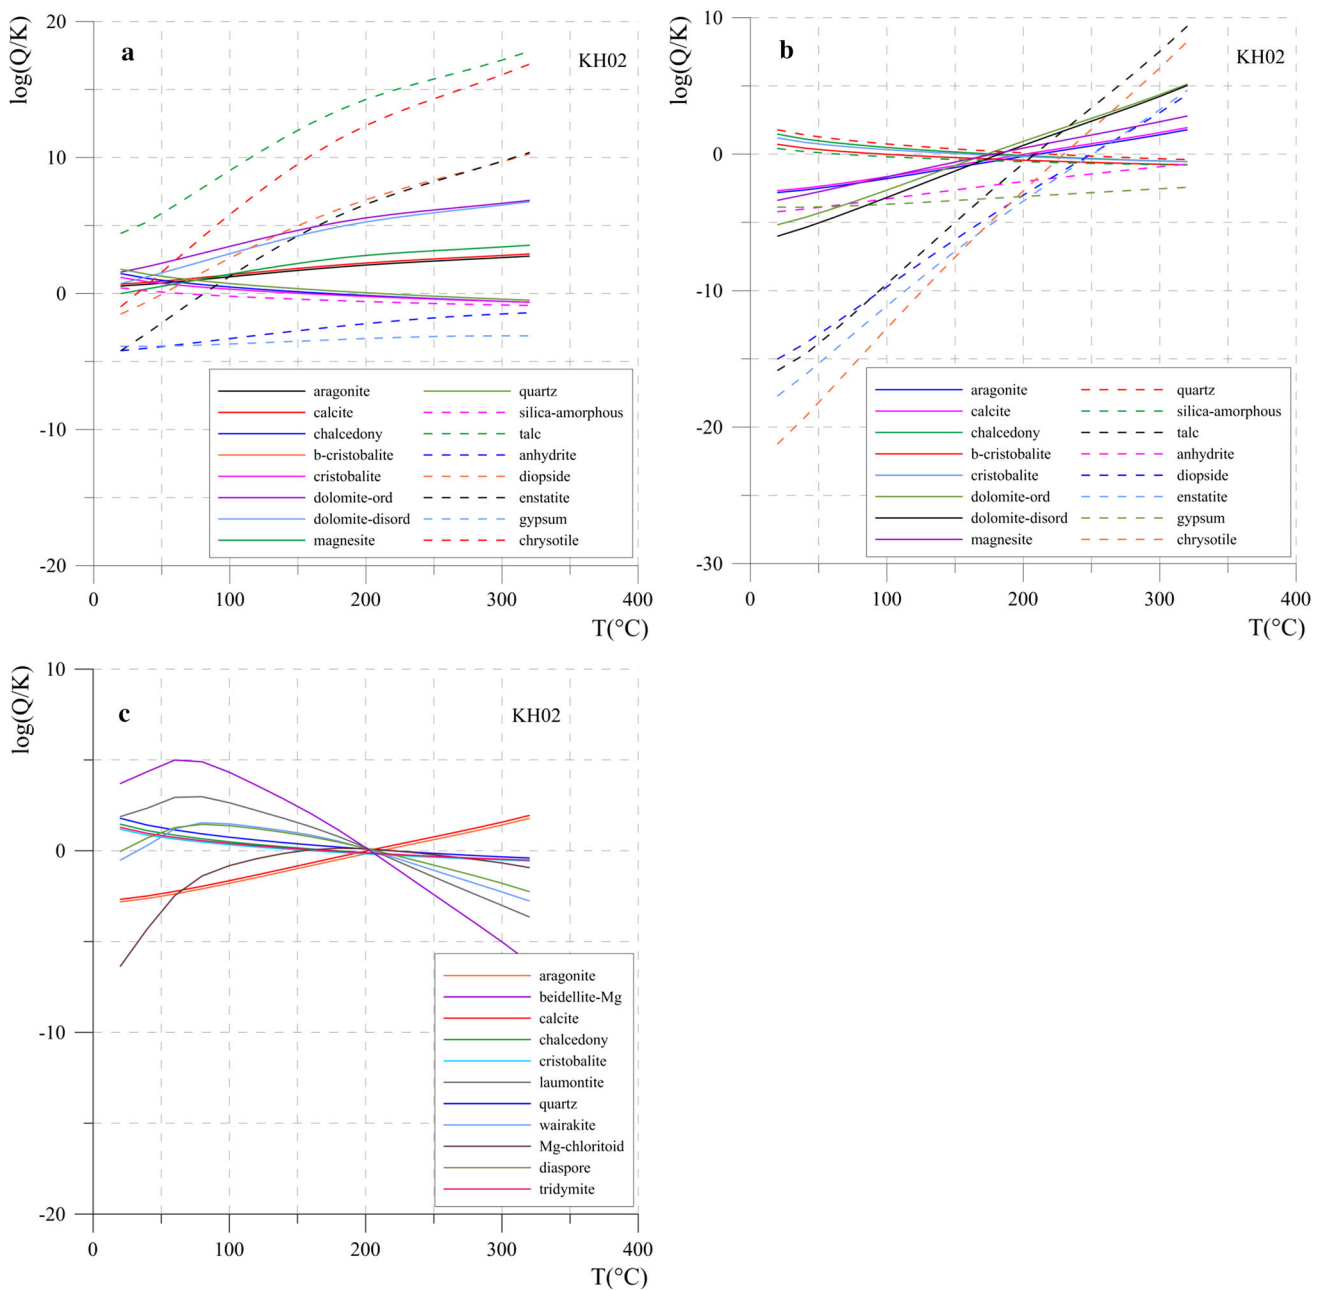 log(Q/K)
20
10
0
-10
-20
a
KH02
aragonite
calcite
chalcedony
b-cristobalite
cristobalite
dolomite-ord
dolomite-disord
magnesite
quartz
silica-amorphous
talc
anhydrite
diopside
enstatite
gypsum
chrysotile
0 100 200 300 400
T(°C)
log(Q/K)
10
0
-10
-20
-30
b
KH02
aragonite
calcite
chalcedony
b-cristobalite
cristobalite
dolomite-ord
dolomite-disord
magnesite
quartz
silica-amorphous
talc
anhydrite
diopside
enstatite
gypsum
chrysotile
0 100 200 300 400
T(°C)
log(Q/K)
10
0
-10
-20
c
KH02
aragonite
beidellite-Mg
calcite
chalcedony
cristobalite
laumontite
quartz
wairakite
Mg-chloritoid
diaspore
tridymite
0 100 200 300 400
T(°C)